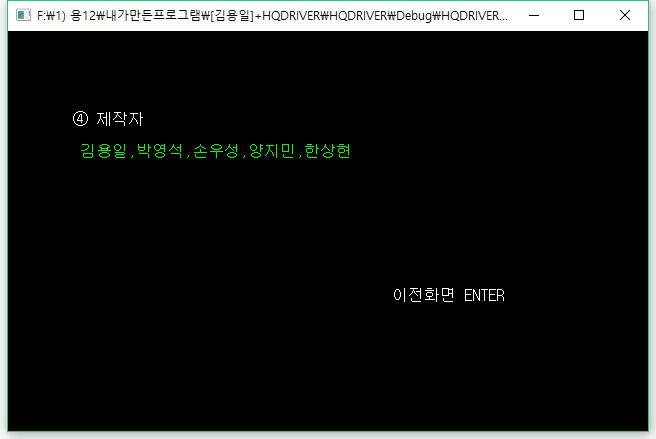 F:₩1) 용12₩내가만든프로그램₩[김용일]+HQDRIVER₩HQDRIVER₩Debug₩HQDRIVER...
④ 제작자
김용일,박영석,손우성,양지민,한상현
이전화면 ENTER